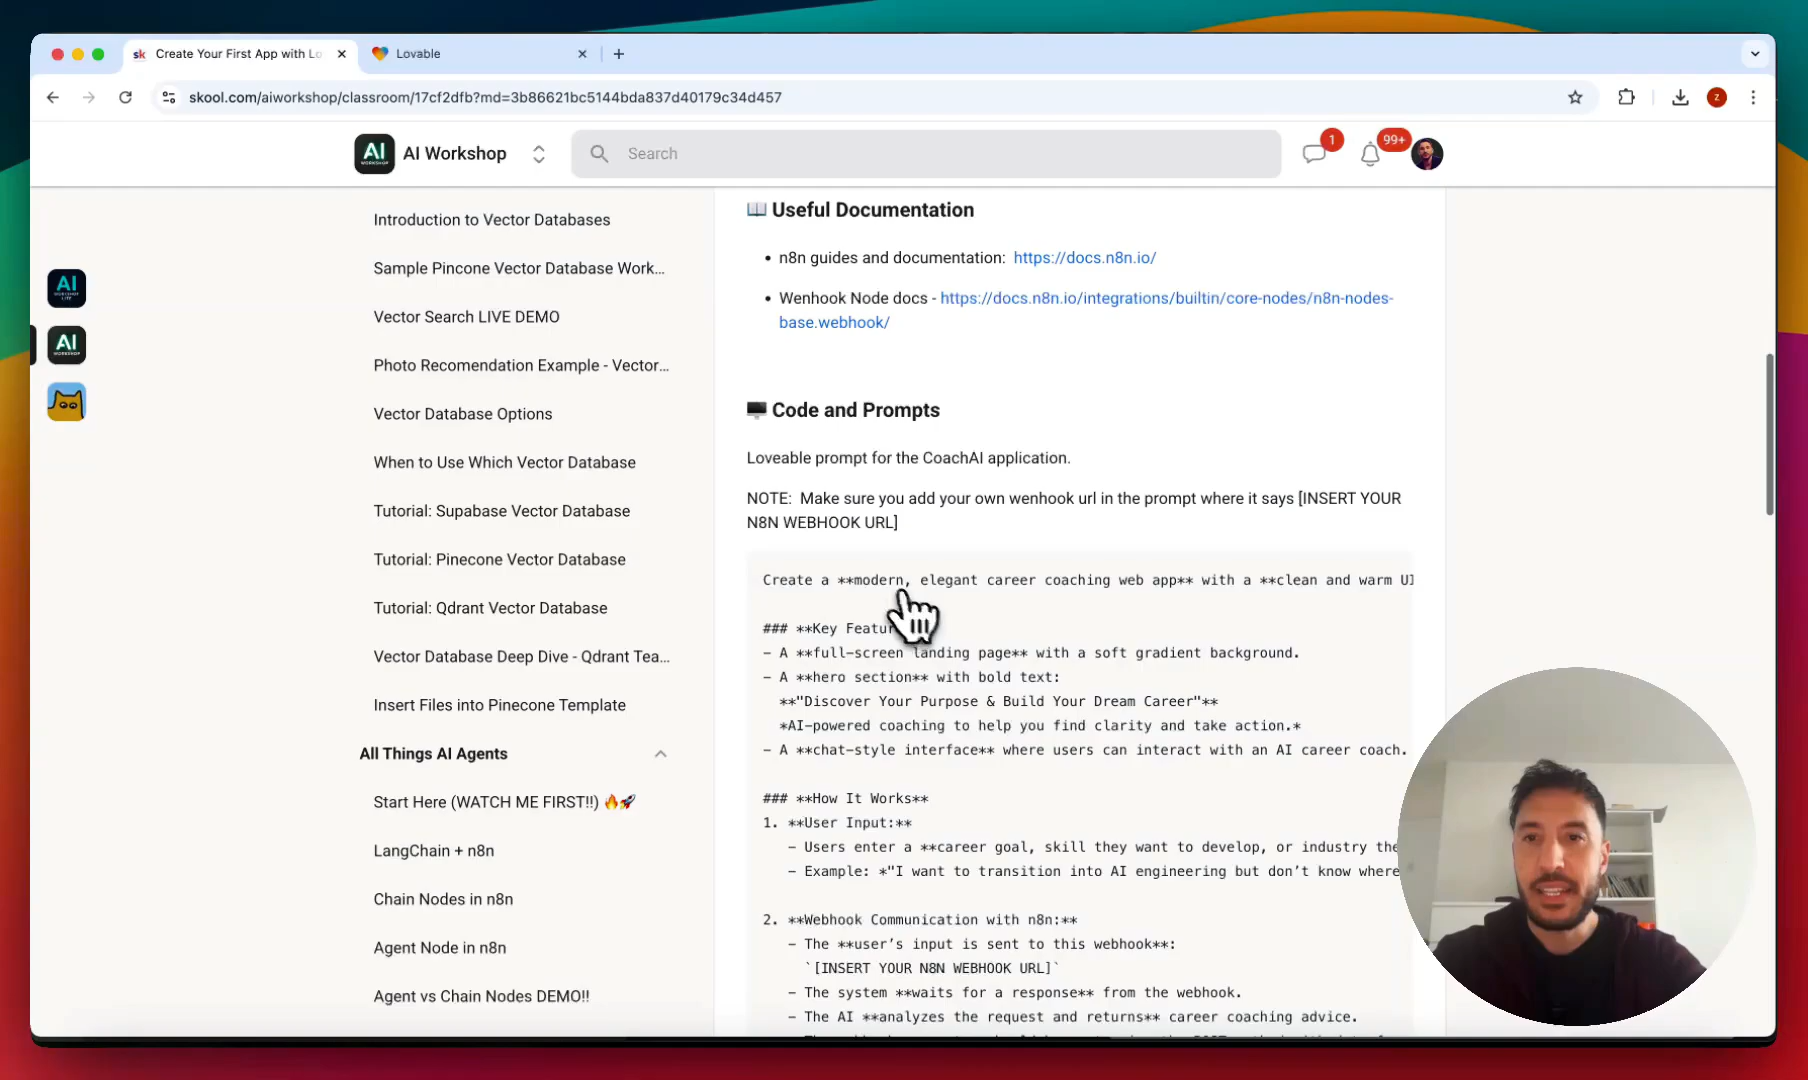 sk Create Your First App with Lo
Lovable
skool.com/aiworkshop/classroom/17cf2dfb?md=3b86621bc5144bda837d40179c34d457
z
AI WORKSHOP
AI Workshop
Search
1
99+
AI
AI WORKSHOP
Introduction to Vector Databases
Sample Pincone Vector Database Work...
Vector Search LIVE DEMO
Photo Recomendation Example - Vector...
Vector Database Options
When to Use Which Vector Database
Tutorial: Supabase Vector Database
Tutorial: Pinecone Vector Database
Tutorial: Qdrant Vector Database
Vector Database Deep Dive - Qdrant Tea...
Insert Files into Pinecone Template
All Things AI Agents
Start Here (WATCH ME FIRST!!) 🔥🚀
LangChain + n8n
Chain Nodes in n8n
Agent Node in n8n
Agent vs Chain Nodes DEMO!!
📖 Useful Documentation
• n8n guides and documentation: https://docs.n8n.io/
• Wenhook Node docs - https://docs.n8n.io/integrations/builtin/core-nodes/n8n-nodes-
base.webhook/
🖥️ Code and Prompts
Loveable prompt for the CoachAI application.
NOTE: Make sure you add your own wenhook url in the prompt where it says [INSERT YOUR
N8N WEBHOOK URL]
Create a **modern, elegant career coaching web app** with a **clean and warm UI
### **Key Featur
- A **full-screen landing page** with a soft gradient background.
- A **hero section** with bold text:
**"Discover Your Purpose & Build Your Dream Career"**
*AI-powered coaching to help you find clarity and take action.*
- A **chat-style interface** where users can interact with an AI career coach.
### **How It Works**
1. **User Input:**
- Users enter a **career goal, skill they want to develop, or industry the
- Example: *"I want to transition into AI engineering but don’t know where
2. **Webhook Communication with n8n:**
- The **user’s input is sent to this webhook**:
`[INSERT YOUR N8N WEBHOOK URL]`
- The system **waits for a response** from the webhook.
- The AI **analyzes the request and returns** career coaching advice.